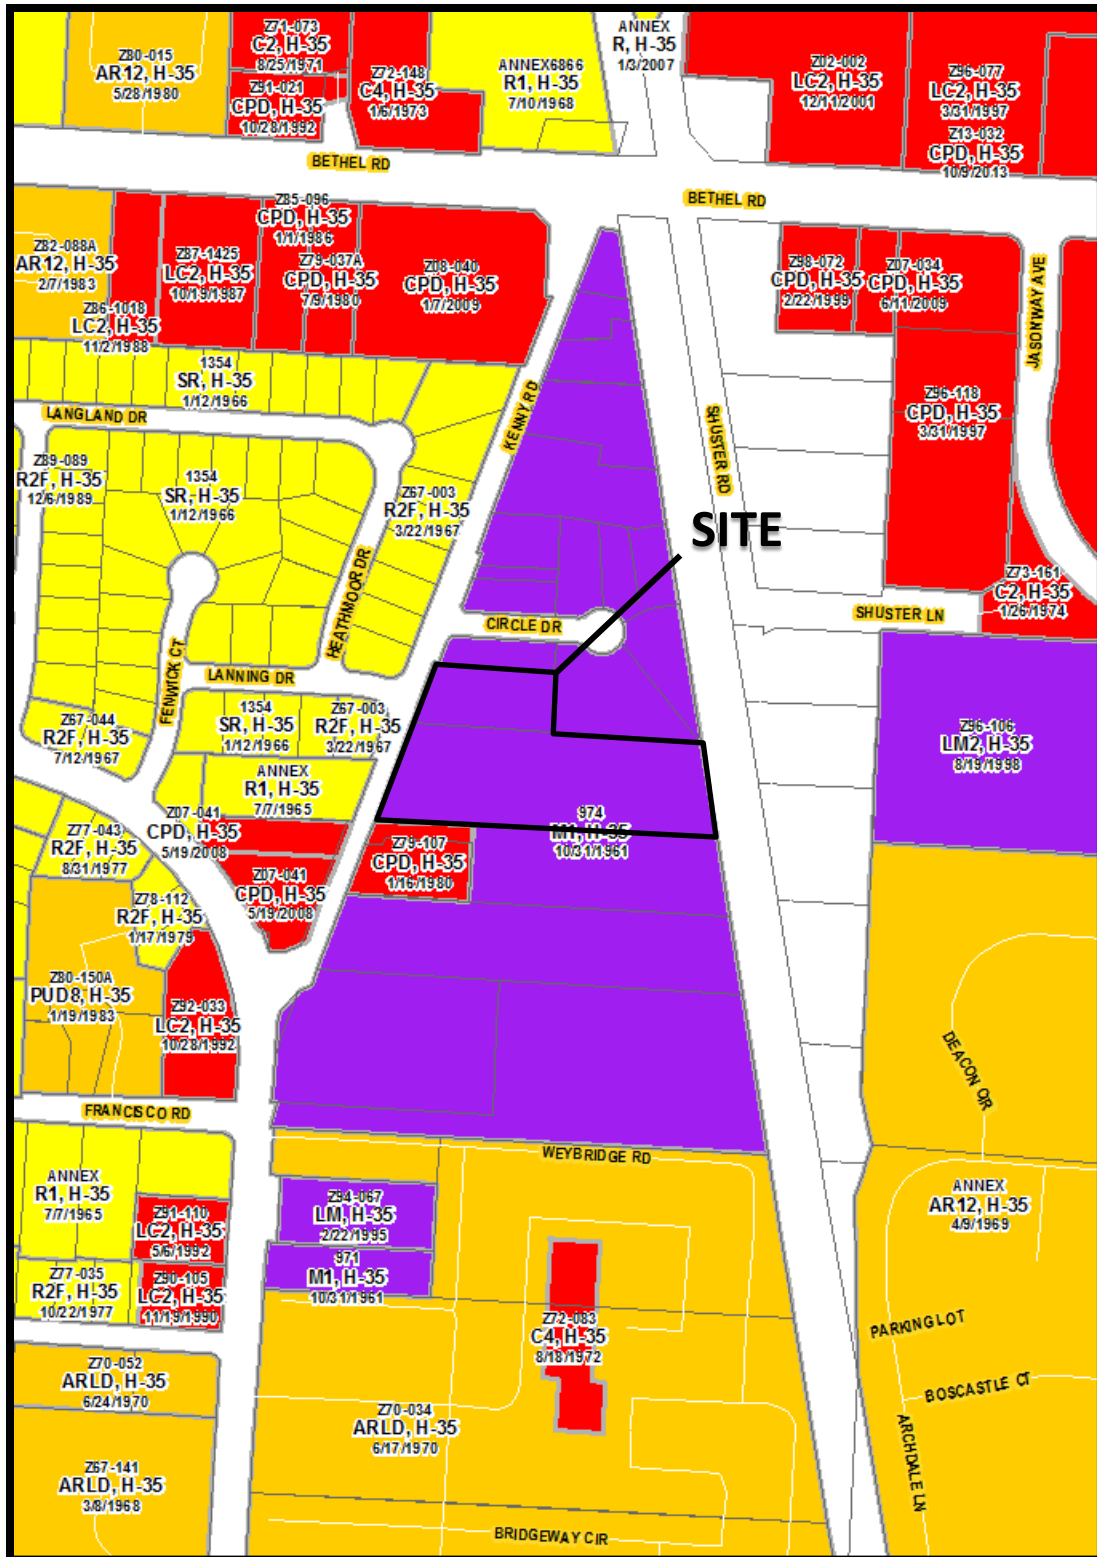 Z71-073
C2, H-35
8/25/1971
ANNEX
R, H-35
1/3/2007
Z80-015
AR12, H-35
5/28/1980
Z91-021
CPD, H-35
10/28/1992
Z72-148
C4, H-35
1/6/1973
ANNEX6866
R1, H-35
7/10/1968
Z02-002
LC2, H-35
12/11/2001
Z96-077
LC2, H-35
3/31/1997
Z13-032
CPD, H-35
10/9/2013
BETHEL RD
BETHEL RD
Z82-088A
AR12, H-35
2/7/1983
Z86-1018
LC2, H-35
11/2/1988
Z87-1425
LC2, H-35
10/19/1987
Z85-096
CPD, H-35
1/1/1986
Z79-037A
CPD, H-35
7/9/1980
Z08-040
CPD, H-35
1/7/2009
Z98-072
CPD, H-35
2/22/1999
Z07-034
CPD, H-35
6/11/2009
JASONWAY AVE
1354
SR, H-35
1/12/1966
LANGLAND DR
KENNY RD
SHUSTER RD
Z96-118
CPD, H-35
3/31/1997
Z89-089
R2F, H-35
12/6/1989
1354
SR, H-35
1/12/1966
Z67-003
R2F, H-35
3/22/1967
SITE
HEATHMOOR DR
Z73-161
C2, H-35
1/26/1974
CIRCLE DR
SHUSTER LN
FENWICK CT
LANNING DR
Z67-044
R2F, H-35
7/12/1967
1354
SR, H-35
1/12/1966
Z67-003
R2F, H-35
3/22/1967
Z96-106
LM2, H-35
8/19/1998
ANNEX
R1, H-35
7/7/1965
974
M1, H-35
10/31/1961
Z77-043
R2F, H-35
8/31/1977
Z07-041
CPD, H-35
5/19/2008
Z79-107
CPD, H-35
1/16/1980
Z07-041
CPD, H-35
5/19/2008
Z78-112
R2F, H-35
1/17/1979
Z80-150A
PUD8, H-35
1/19/1983
Z92-033
LC2, H-35
10/28/1992
DEACON CIR
FRANCISCO RD
WEYBRIDGE RD
ANNEX
R1, H-35
7/7/1965
Z91-110
LC2, H-35
5/6/1992
Z94-067
LM, H-35
2/22/1995
ANNEX
AR12, H-35
4/9/1969
Z77-035
R2F, H-35
10/22/1977
Z90-105
LC2, H-35
11/19/1990
971
M1, H-35
10/31/1961
Z72-083
C4, H-35
8/18/1972
PARKING LOT
Z70-052
ARLD, H-35
6/24/1970
BOSCASTLE CT
Z70-034
ARLD, H-35
6/17/1970
ARCHDALE LN
Z67-141
ARLD, H-35
3/8/1968
BRIDGEWAY CIR